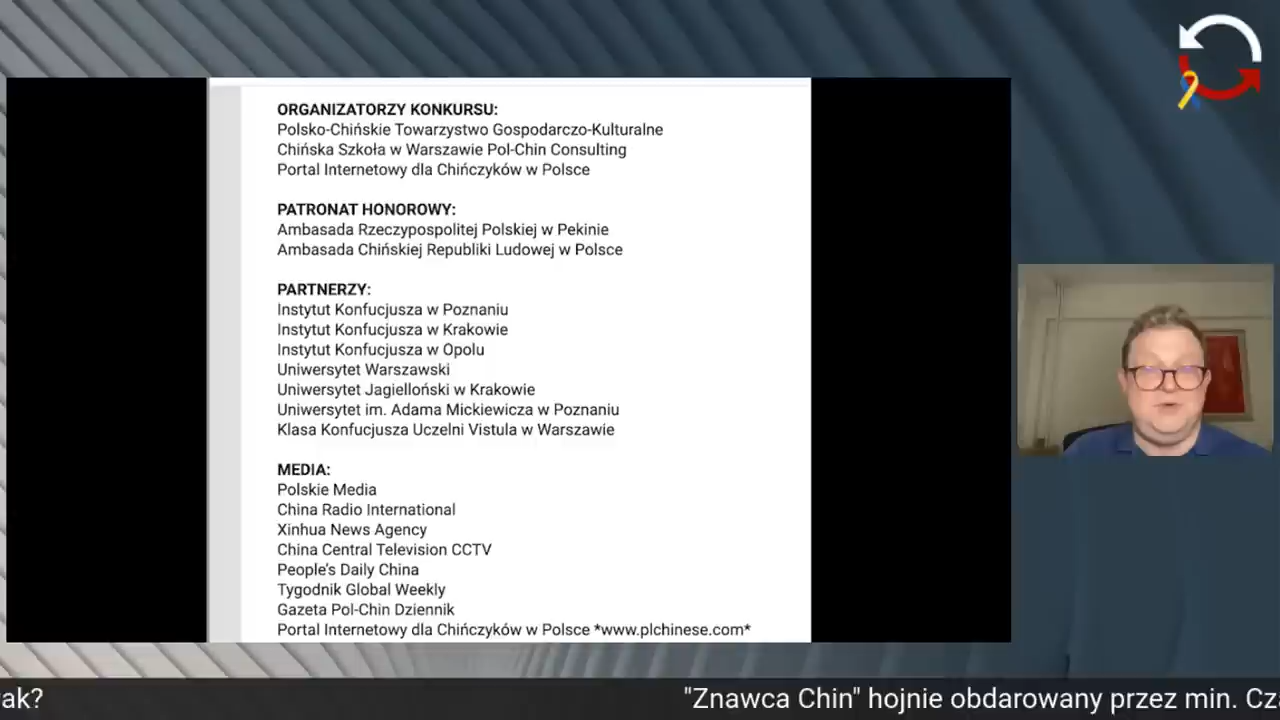 ORGANIZATORZY KONKURSU:
Polsko-Chińskie Towarzystwo Gospodarczo-Kulturalne
Chińska Szkoła w Warszawie Pol-Chin Consulting
Portal Internetowy dla Chińczyków w Polsce
PATRONAT HONOROWY:
Ambasada Rzeczypospolitej Polskiej w Pekinie
Ambasada Chińskiej Republiki Ludowej w Polsce
PARTNERZY:
Instytut Konfucjusza w Poznaniu
Instytut Konfucjusza w Krakowie
Instytut Konfucjusza w Opolu
Uniwersytet Warszawski
Uniwersytet Jagielloński w Krakowie
Uniwersytet im. Adama Mickiewicza w Poznaniu
Klasa Konfucjusza Uczelni Vistula w Warszawie
MEDIA:
Polskie Media
China Radio International
Xinhua News Agency
China Central Television CCTV
People's Daily China
Tygodnik Global Weekly
Gazeta Pol-Chin Dziennik
Portal Internetowy dla Chińczyków w Polsce *www.plchinese.com*
ak? "Znawca Chin" hojnie obdarowany przez min. Cz